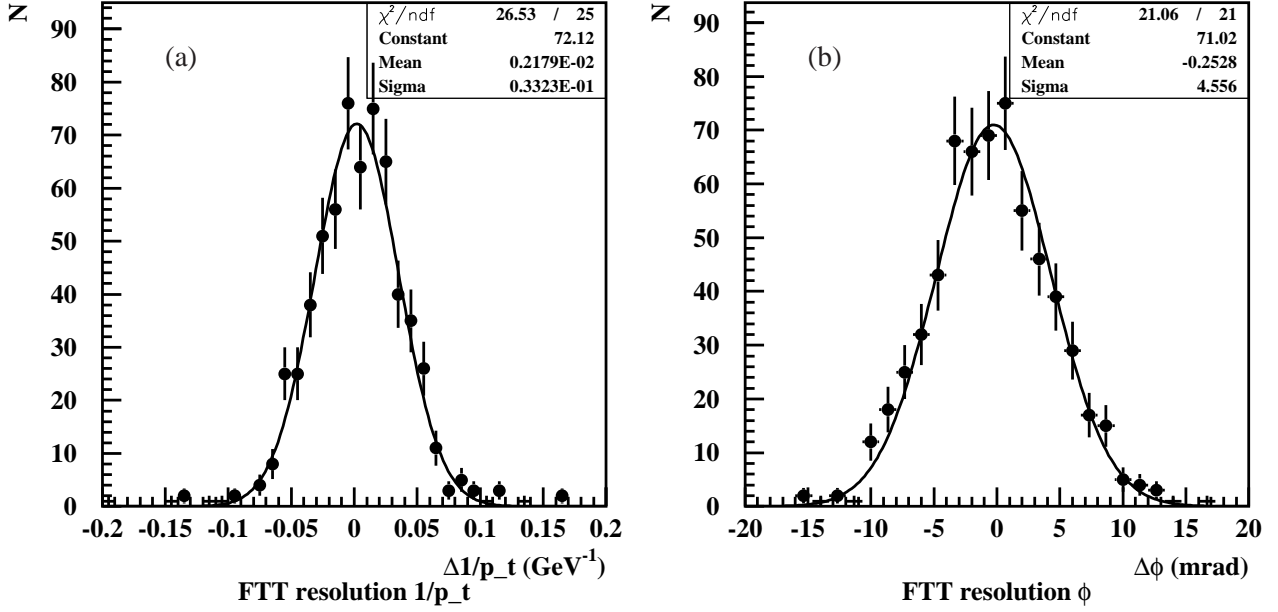 N
χ²/ndf 26.53 / 25
Constant 72.12
Mean 0.2179E-02
Sigma 0.3323E-01
(a)
90
80
70
60
50
40
30
20
10
0
-0.2 -0.15 -0.1 -0.05 0 0.05 0.1 0.15 0.2
Δ1/p_t (GeV⁻¹)
FTT resolution 1/p_t
N
χ²/ndf 21.06 / 21
Constant 71.02
Mean -0.2528
Sigma 4.556
(b)
90
80
70
60
50
40
30
20
10
0
-20 -15 -10 -5 0 5 10 15 20
Δϕ (mrad)
FTT resolution ϕ